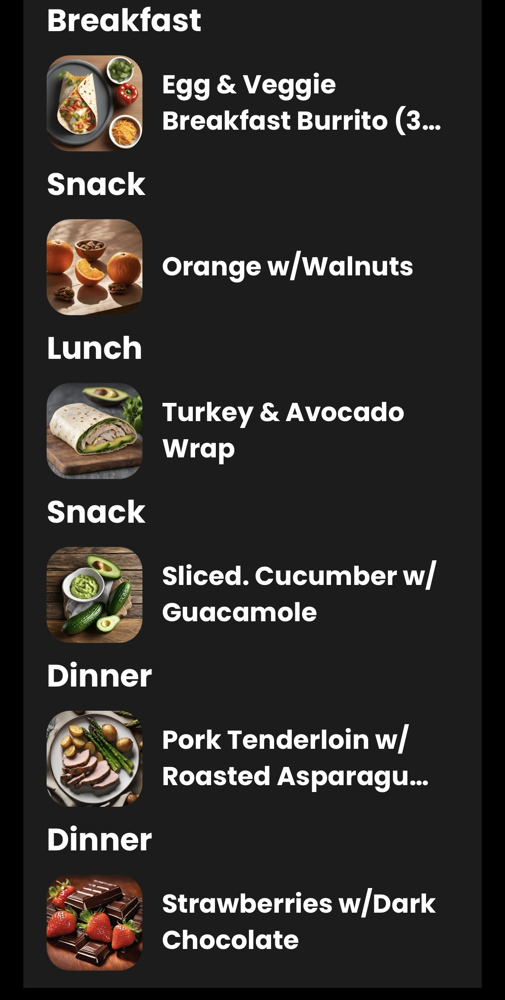 Breakfast
Egg & Veggie
Breakfast Burrito (3...
Snack
Orange w/Walnuts
Lunch
Turkey & Avocado
Wrap
Snack
Sliced. Cucumber w/
Guacamole
Dinner
Pork Tenderloin w/
Roasted Asparagu...
Dinner
Strawberries w/Dark
Chocolate